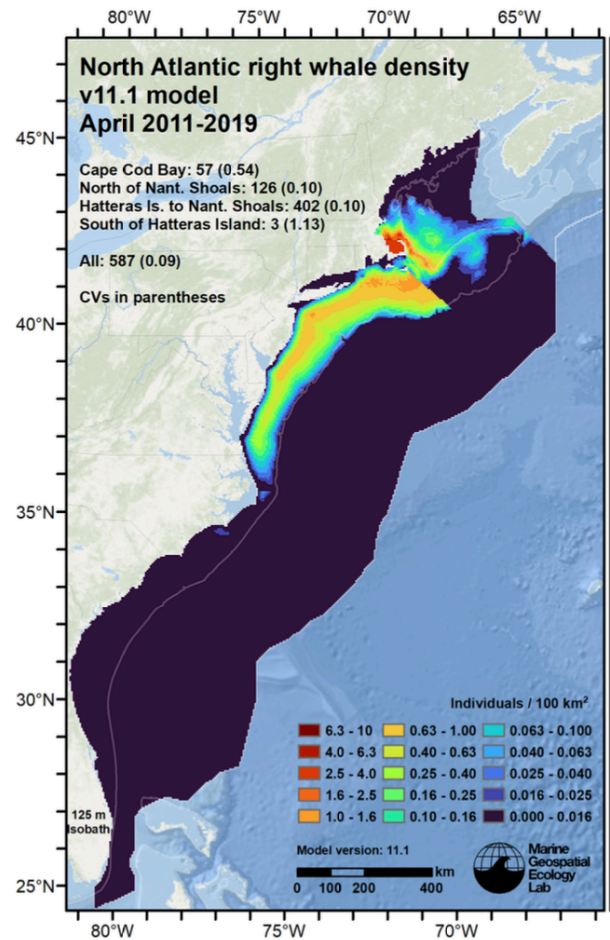 80°W 75°W 70°W 65°W
North Atlantic right whale density
v11.1 model
April 2011-2019
45°N
Cape Cod Bay: 57 (0.54)
North of Nant. Shoals: 126 (0.10)
Hatteras Is. to Nant. Shoals: 402 (0.10)
South of Hatteras Island: 3 (1.13)
All: 587 (0.09)
CVs in parentheses
40°N
35°N
30°N
Individuals / 100 km²
6.3 - 10 0.63 - 1.00 0.063 - 0.100
4.0 - 6.3 0.40 - 0.63 0.040 - 0.063
2.5 - 4.0 0.25 - 0.40 0.025 - 0.040
1.6 - 2.5 0.16 - 0.25 0.016 - 0.025
1.0 - 1.6 0.10 - 0.16 0.000 - 0.016
125 m
Isobath
Model version: 11.1
km
0 100 200 400
Marine
Geospatial
Ecology
Lab
25°N
80°W 75°W 70°W